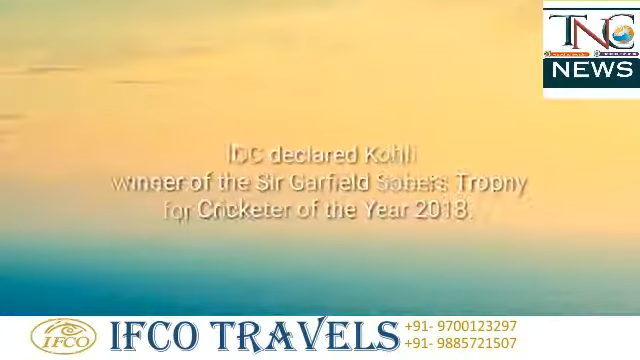 TNC
NEWS
declared Kohli
winner of the Sir Garfield Sobers Trophy
for Cricketer of the Year 2018.
IFCO
IFCO TRAVELS
+91- 9700123297
+91- 9885721507